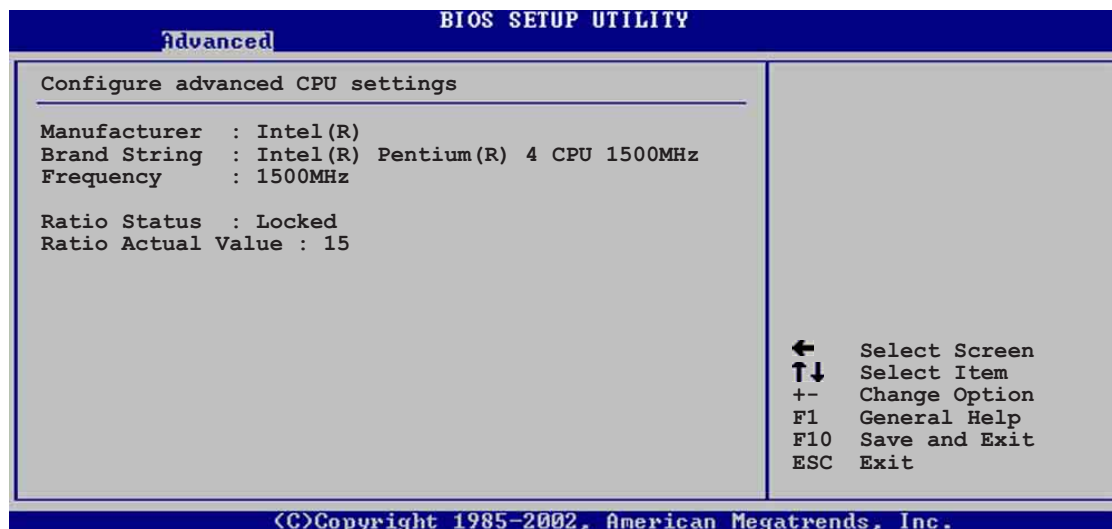 BIOS SETUP UTILITY
Advanced
Configure advanced CPU settings
Manufacturer : Intel(R)
Brand String : Intel(R) Pentium(R) 4 CPU 1500MHz
Frequency : 1500MHz
Ratio Status : Locked
Ratio Actual Value : 15
← Select Screen
↑↓ Select Item
+- Change Option
F1 General Help
F10 Save and Exit
ESC Exit
(C)Copyright 1985-2002, American Megatrends, Inc.